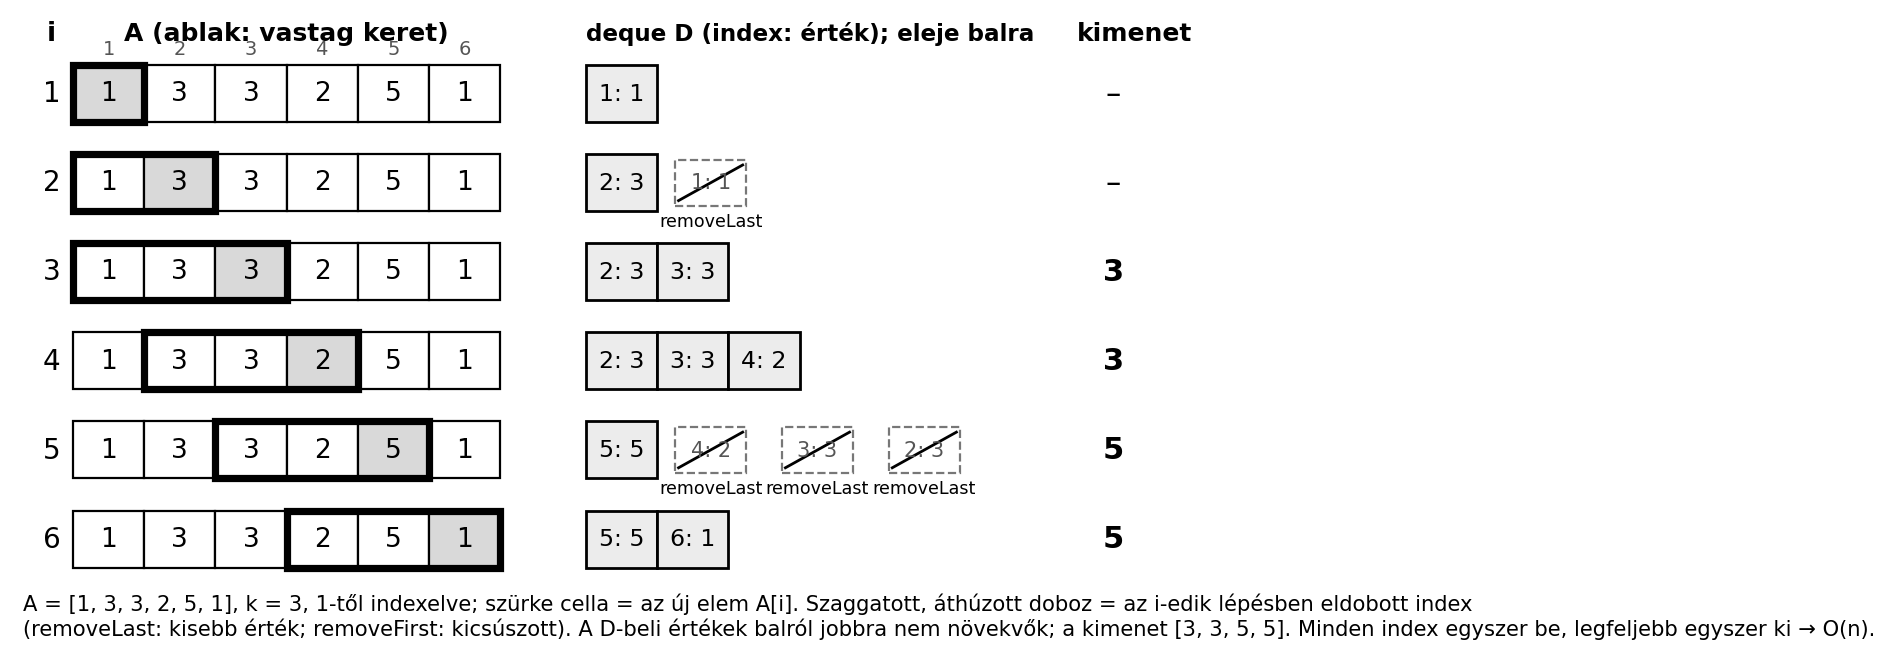 i A (ablak: vastag keret) deque D (index: érték); eleje balra kimenet
1 2 3 4 5 6
1 1 3 3 2 5 1 1: 1 –
2 1 3 3 2 5 1 2: 3 1: 1 –
removeLast
3 1 3 3 2 5 1 2: 3 3: 3 3
4 1 3 3 2 5 1 2: 3 3: 3 4: 2 3
5 1 3 3 2 5 1 5: 5 4: 2 3: 3 2: 3 5
removeLast removeLast removeLast
6 1 3 3 2 5 1 5: 5 6: 1 5
A = [1, 3, 3, 2, 5, 1], k = 3, 1-től indexelve; szürke cella = az új elem A[i]. Szaggatott, áthúzott doboz = az i-edik lépésben eldobott index
(removeLast: kisebb érték; removeFirst: kicsúszott). A D-beli értékek balról jobbra nem növekvők; a kimenet [3, 3, 5, 5]. Minden index egyszer be, legfeljebb egyszer ki → O(n).